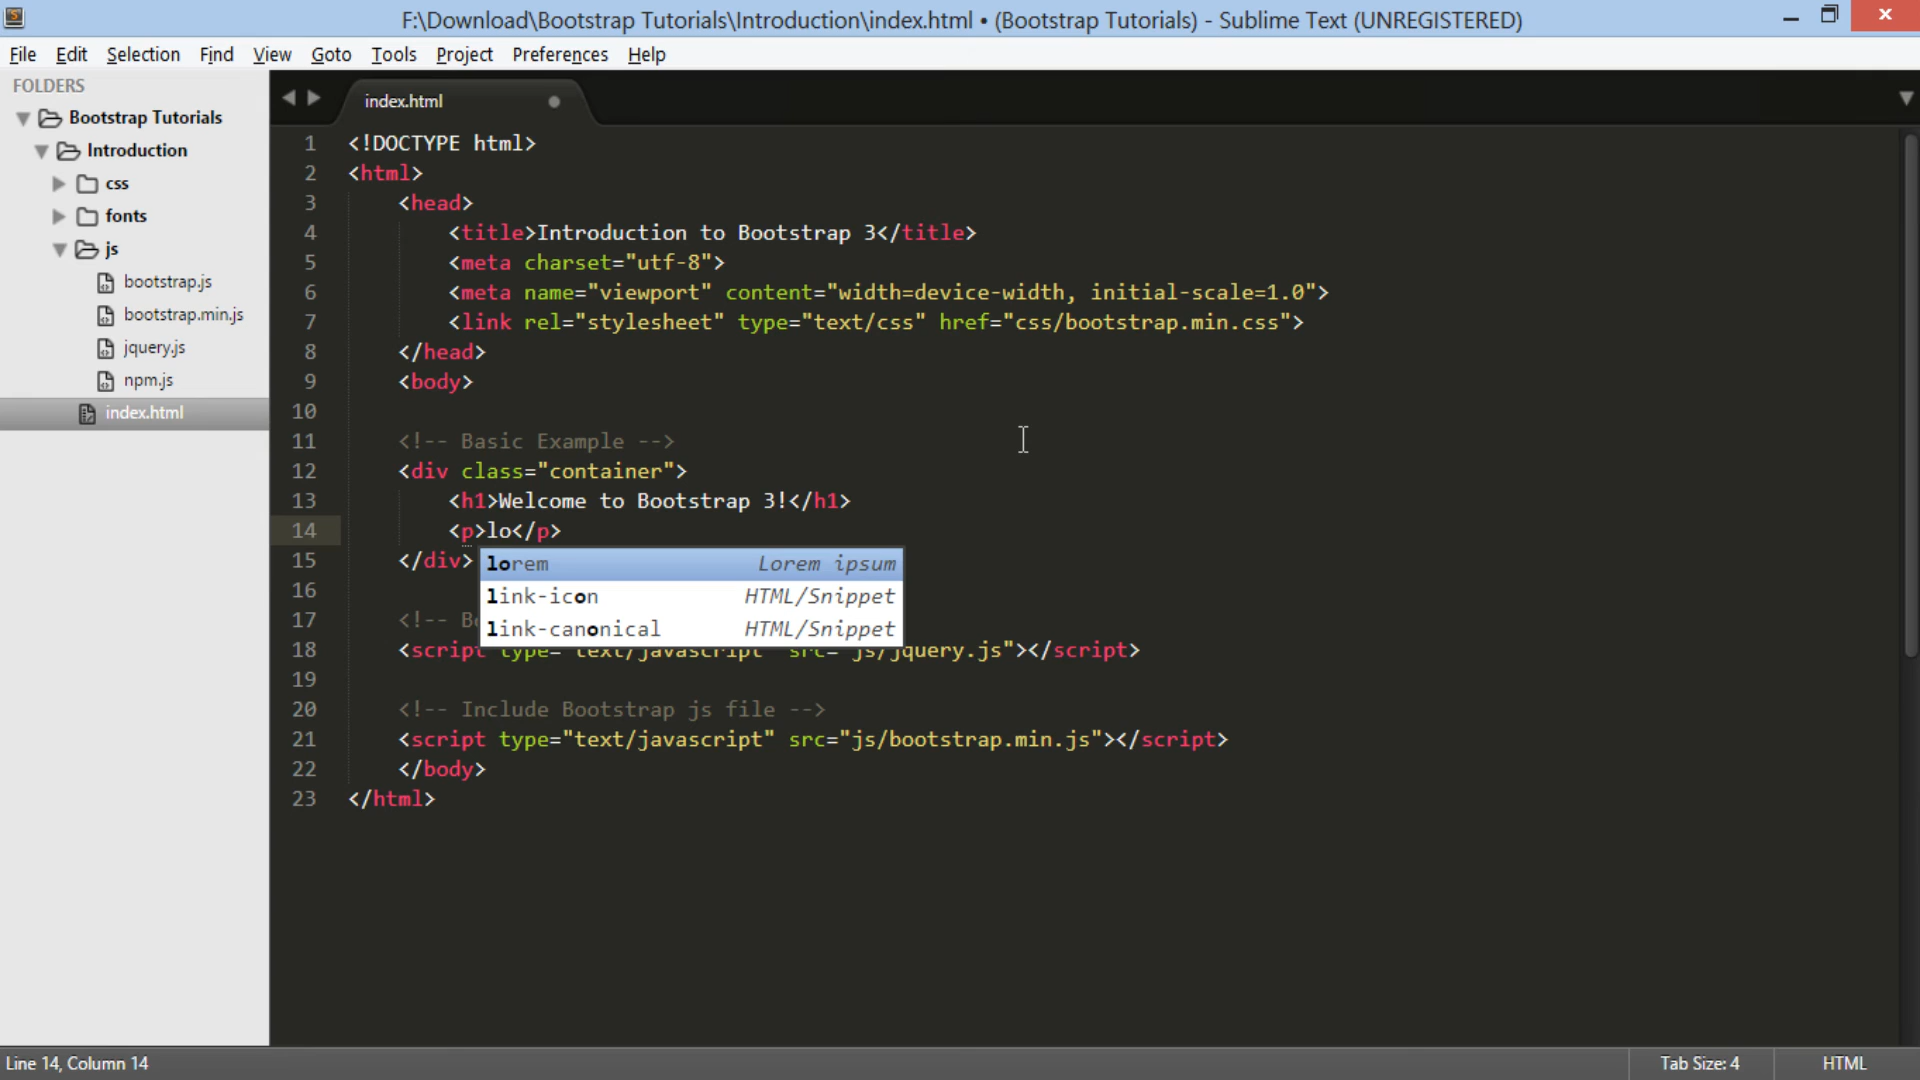 F:\Download\Bootstrap Tutorials\Introduction\index.html • (Bootstrap Tutorials) - Sublime Text (UNREGISTERED)
File Edit Selection Find View Goto Tools Project Preferences Help
FOLDERS
Bootstrap Tutorials
Introduction
css
fonts
js
bootstrap.js
bootstrap.min.js
jquery.js
npm.js
index.html
index.html
1 <!DOCTYPE html>
2 <html>
3 <head>
4 <title>Introduction to Bootstrap 3</title>
5 <meta charset="utf-8">
6 <meta name="viewport" content="width=device-width, initial-scale=1.0">
7 <link rel="stylesheet" type="text/css" href="css/bootstrap.min.css">
8 </head>
9 <body>
10
11 <!-- Basic Example -->
12 <div class="container">
13 <h1>Welcome to Bootstrap 3!</h1>
14 <p>lo</p>
15 </div>
lorem Lorem ipsum
link-icon HTML/Snippet
link-canonical HTML/Snippet
16
17 <!--
18 <script type="text/javascript" src="js/jquery.js"></script>
19
20 <!-- Include Bootstrap js file -->
21 <script type="text/javascript" src="js/bootstrap.min.js"></script>
22 </body>
23 </html>
Line 14, Column 14
Tab Size: 4
HTML